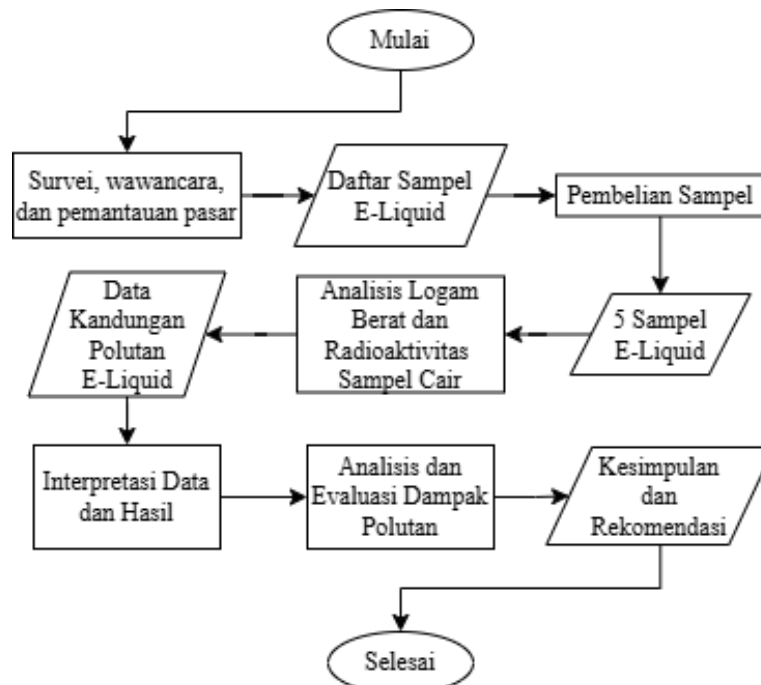 Mulai
Survei, wawancara,
dan pemantauan pasar
Daftar Sampel
E-Liquid
Pembelian Sampel
5 Sampel
E-Liquid
Analisis Logam
Berat dan
Radioaktivitas
Sampel Cair
Data
Kandungan
Polutan
E-Liquid
Interpretasi Data
dan Hasil
Analisis dan
Evaluasi Dampak
Polutan
Kesimpulan
dan
Rekomendasi
Selesai